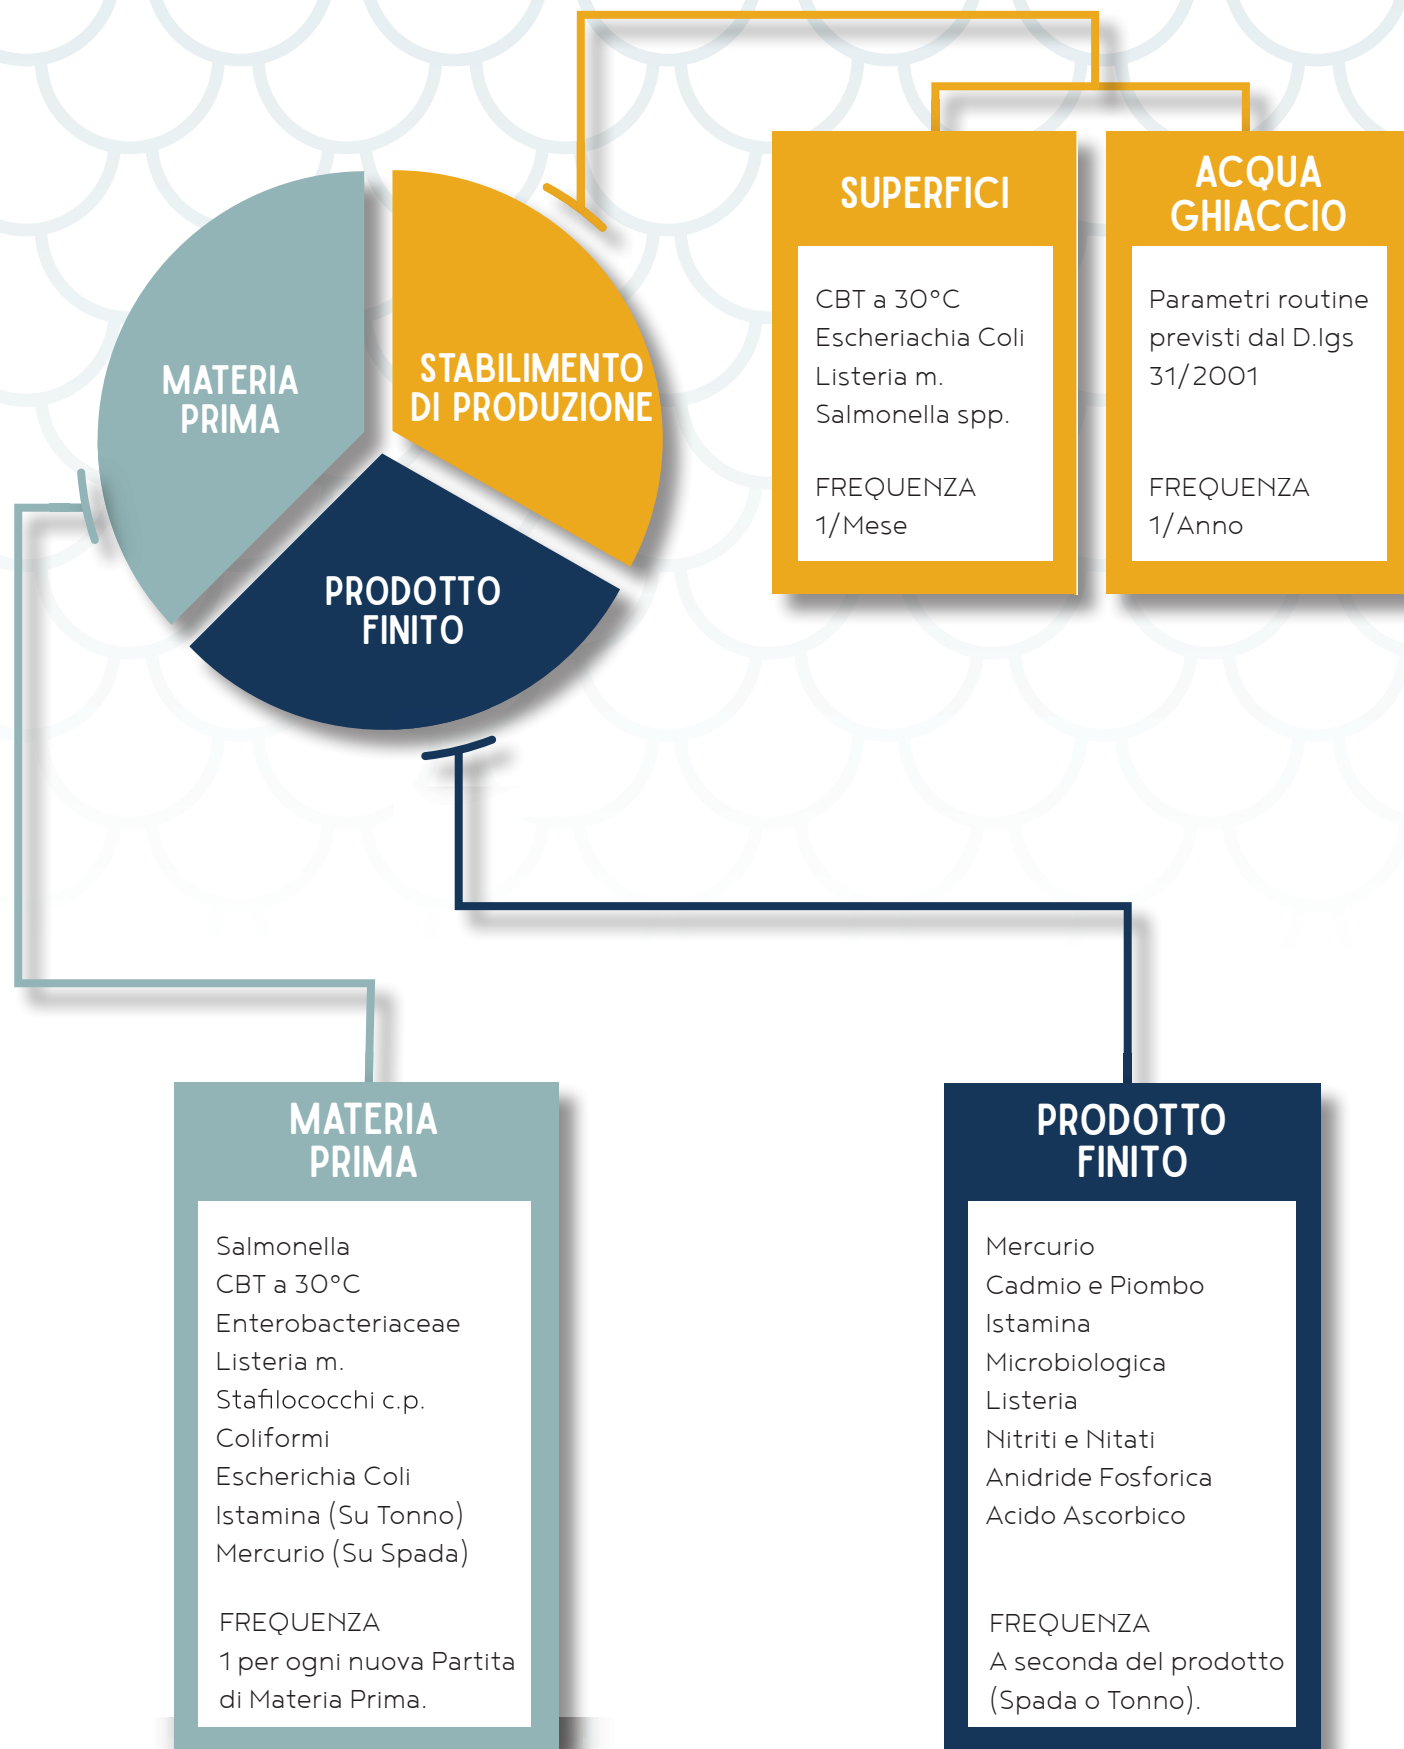 SUPERFICI
CBT a 30°C
Escheriachia Coli
Listeria m.
Salmonella spp.
FREQUENZA
1/Mese
ACQUA
GHIACCIO
Parametri routine
previsti dal D.lgs
31/2001
FREQUENZA
1/Anno
MATERIA
PRIMA
STABILIMENTO
DI PRODUZIONE
PRODOTTO
FINITO
MATERIA
PRIMA
Salmonella
CBT a 30°C
Enterobacteriaceae
Listeria m.
Stafilococchi c.p.
Coliformi
Escherichia Coli
Istamina (Su Tonno)
Mercurio (Su Spada)
FREQUENZA
1 per ogni nuova Partita
di Materia Prima.
PRODOTTO
FINITO
Mercurio
Cadmio e Piombo
Istamina
Microbiologica
Listeria
Nitriti e Nitati
Anidride Fosforica
Acido Ascorbico
FREQUENZA
A seconda del prodotto
(Spada o Tonno).